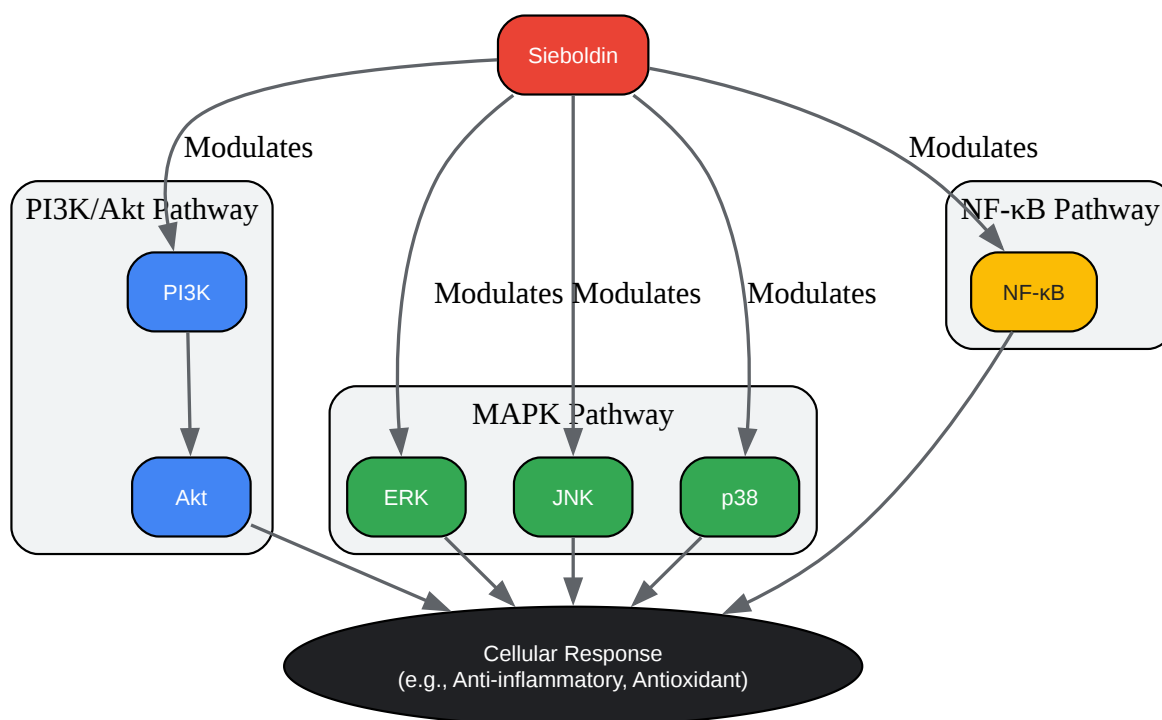 Sieboldin
Modulates
Modulates
PI3K/Akt Pathway
NF-κB Pathway
PI3K
Modulates
Modulates
Modulates
NF-κB
MAPK Pathway
Akt
ERK
JNK
p38
Cellular Response
(e.g., Anti-inflammatory, Antioxidant)